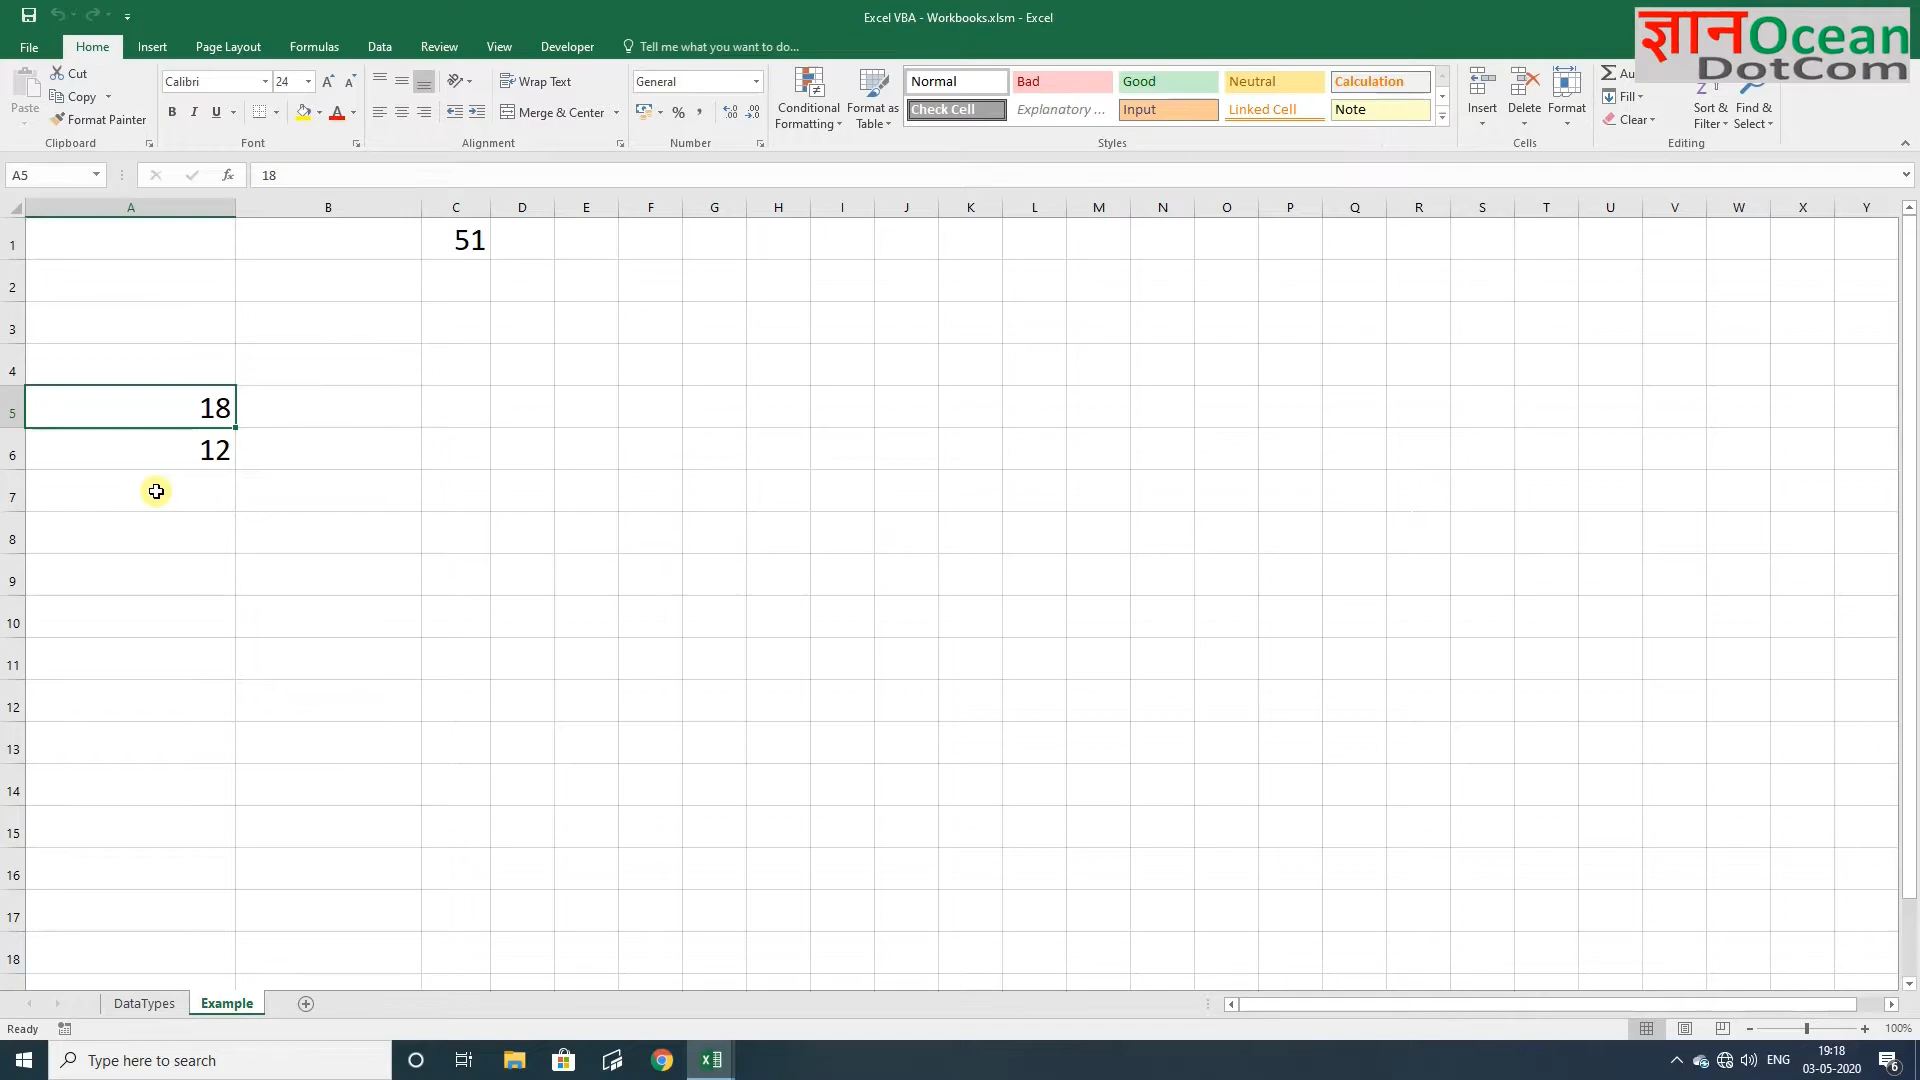 Excel VBA - Workbooks.xlsm - Excel
ज्ञानOcean
DotCom
File Home Insert Page Layout Formulas Data Review View Developer Tell me what you want to do...
Paste
Cut
Copy
Format Painter
Clipboard
Calibri 24
B I U
Font
Wrap Text
Merge & Center
Alignment
General
%
Number
Conditional Formatting
Format as Table
Normal Bad Good Neutral Calculation
Check Cell Explanatory ... Input Linked Cell Note
Styles
Insert Delete Format
Cells
Au
Fill
Clear
Sort & Filter
Find & Select
Editing
A5 fx 18
A B C D E F G H I J K L M N O P Q R S T U V W X Y
1 51
2
3
4
5 18
6 12
7
8
9
10
11
12
13
14
15
16
17
18
DataTypes Example
Ready 100%
Type here to search
ENG
19:18
03-05-2020
6